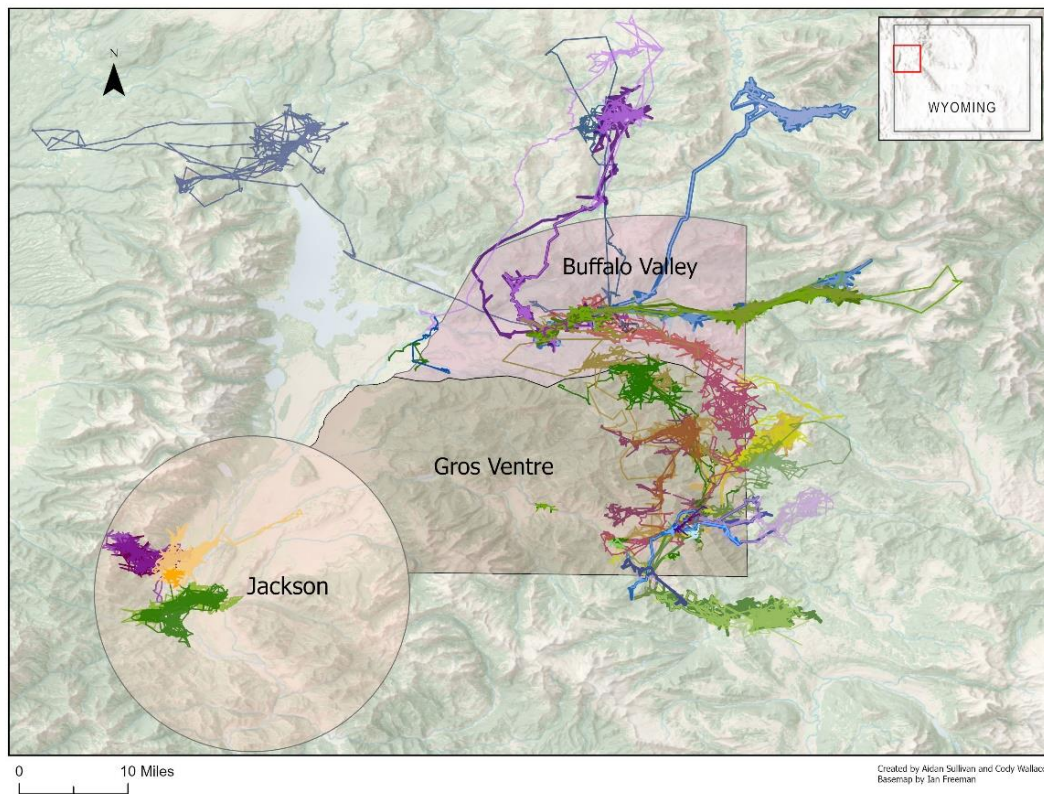 N
WYOMING
Buffalo Valley
Gros Ventre
Jackson
0 10 Miles
Created by Aidan Sullivan and Cody Wallace
Basemap by Ian Freeman